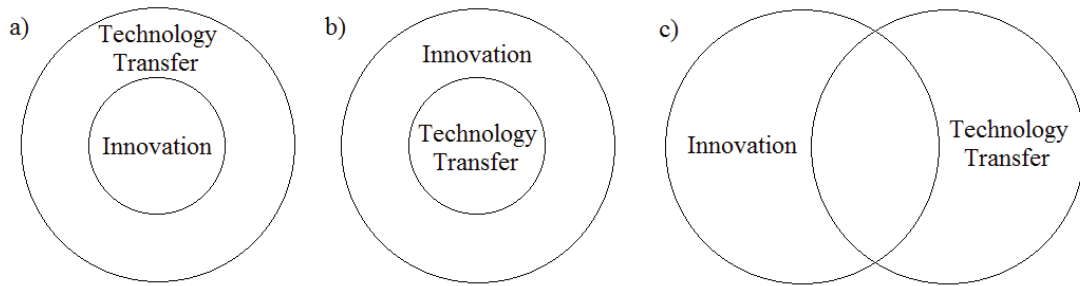 a)
Technology
Transfer
Innovation
b)
Innovation
Technology
Transfer
c)
Innovation
Technology
Transfer